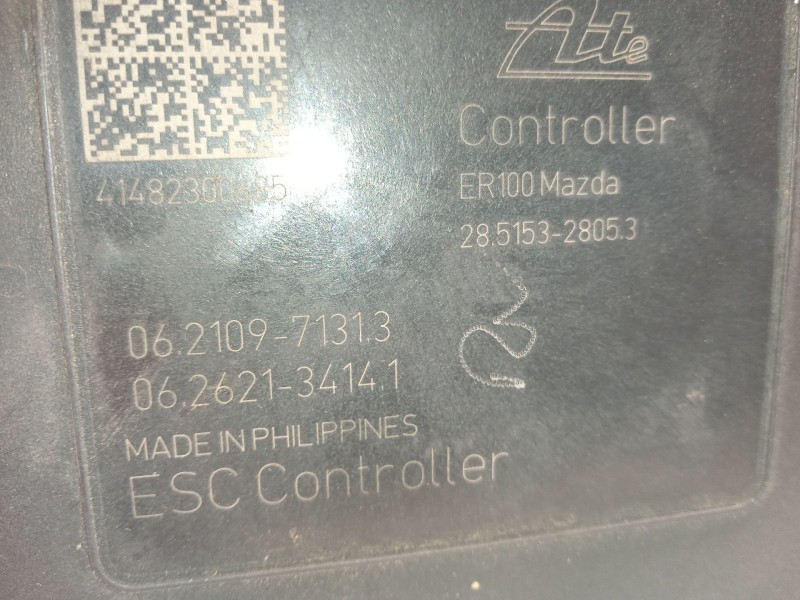 Ate
Controller
ER100 Mazda
28.5153-2805.3
06.2109-7131.3
06.2621-3414.1
MADE IN PHILIPPINES
ESC Controller